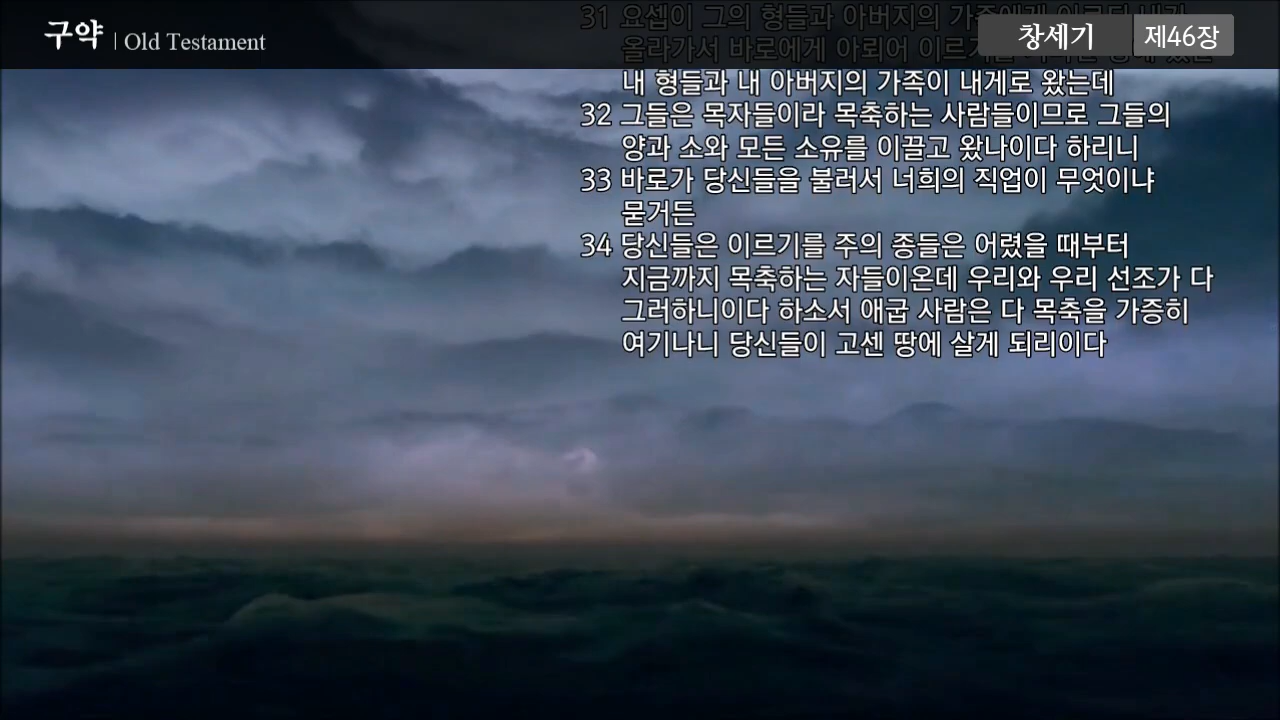 구약 | Old Testament
창세기 제46장
31 요셉이 그의 형들과 아버지의 가족에게
올라가서 바로에게 아뢰어
내 형들과 내 아버지의 가족이 내게로 왔는데
32 그들은 목자들이라 목축하는 사람들이므로 그들의
양과 소와 모든 소유를 이끌고 왔나이다 하리니
33 바로가 당신들을 불러서 너희의 직업이 무엇이냐
묻거든
34 당신들은 이르기를 주의 종들은 어렸을 때부터
지금까지 목축하는 자들이온데 우리와 우리 선조가 다
그러하니이다 하소서 애굽 사람은 다 목축을 가증히
여기나니 당신들이 고센 땅에 살게 되리이다